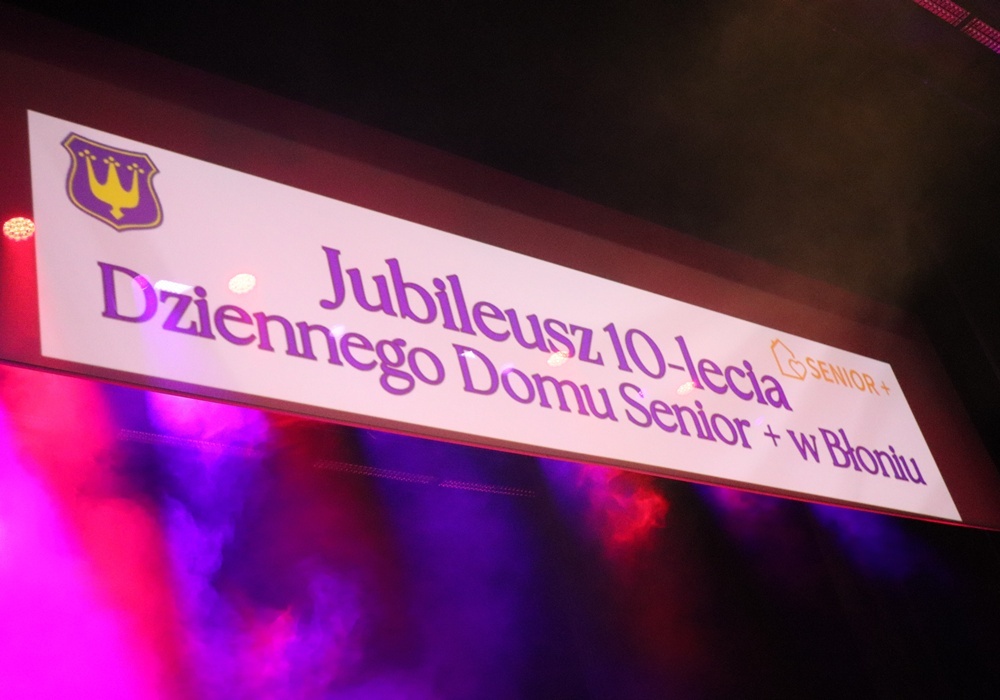 Jubileusz 10-lecia
Dziennego Domu Senior + w Błoniu
SENIOR+